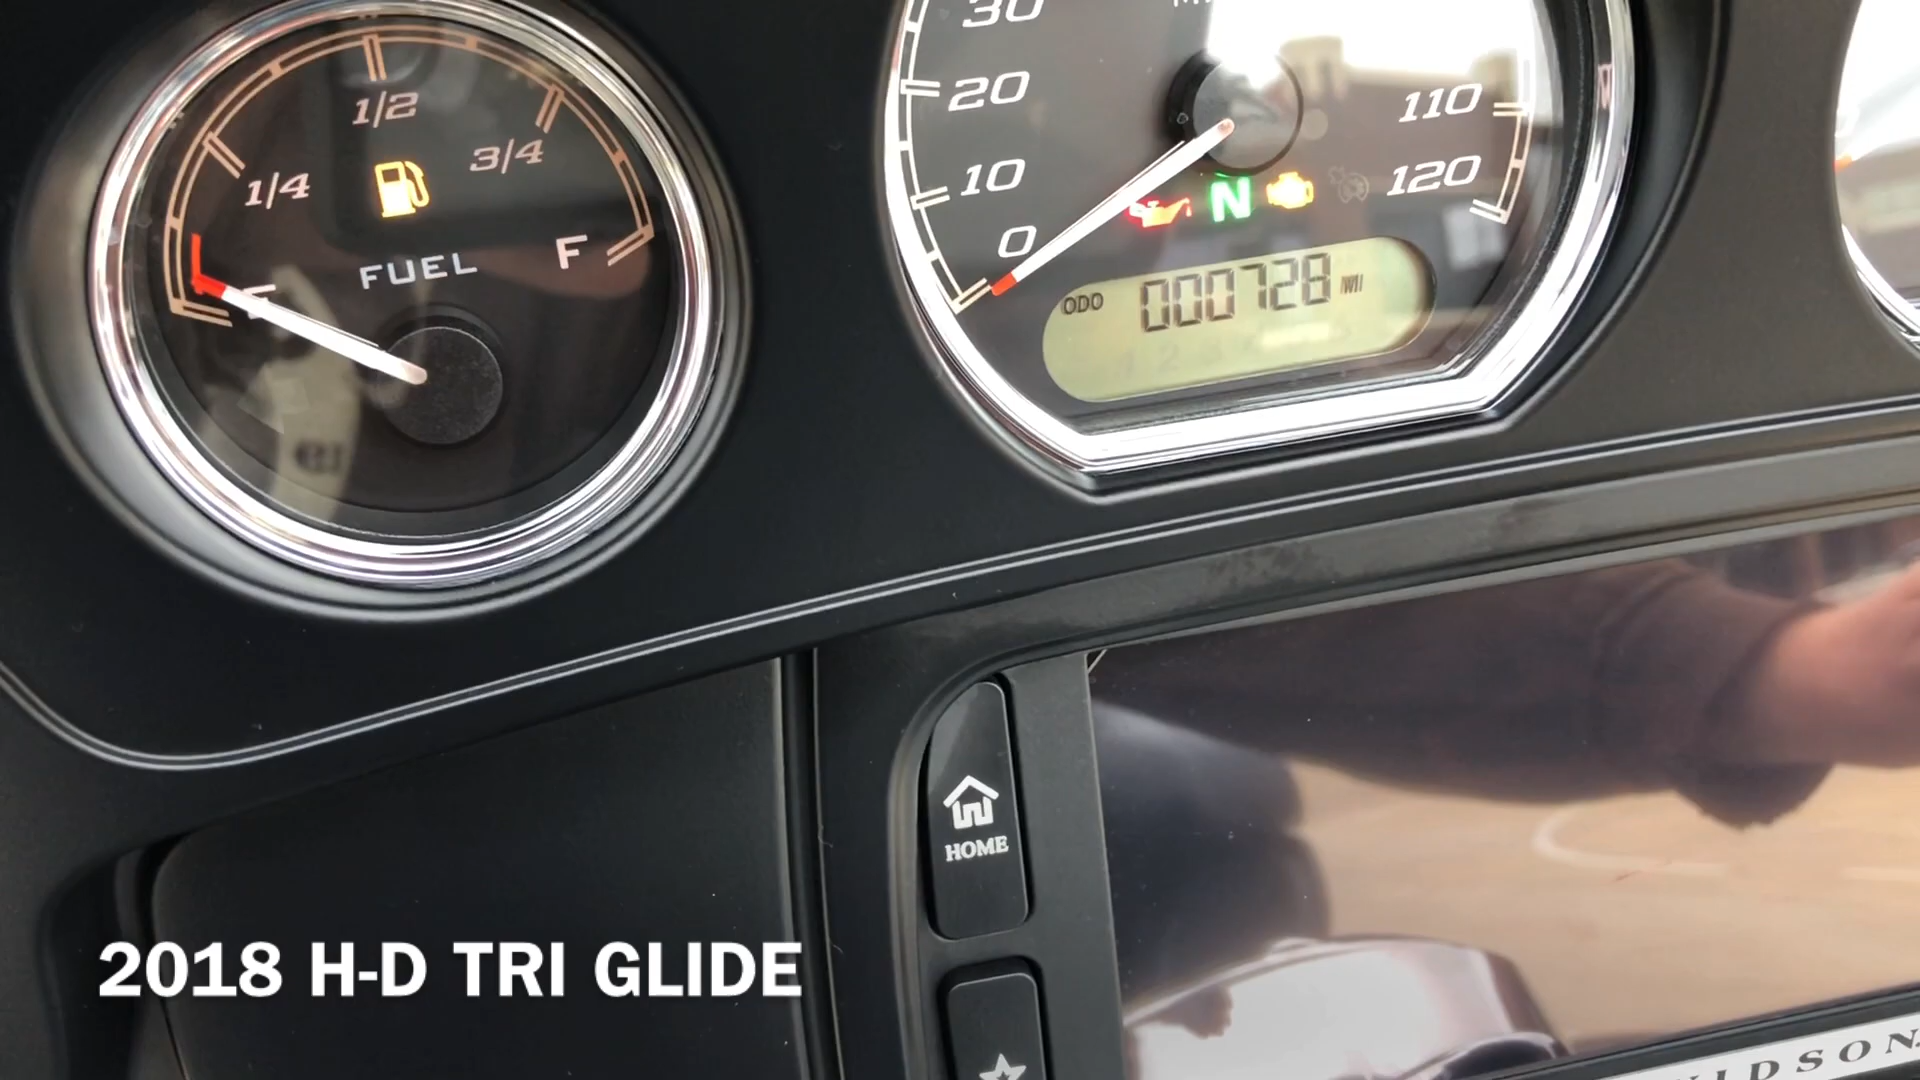 1/2
1/4
3/4
FUEL
F
E
30
20
10
0
110
120
N
ODO
000728 MI
HOME
2018 H-D TRI GLIDE